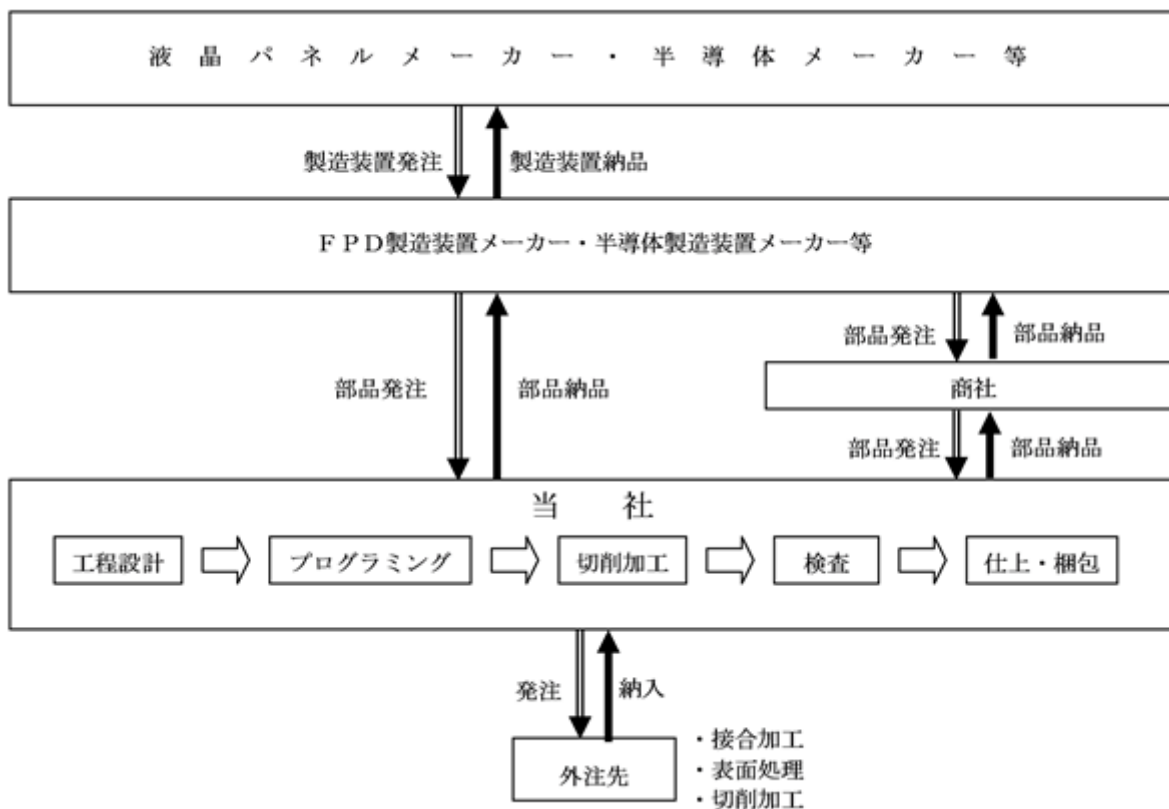 液晶パネルメーカー・半導体メーカー等
製造装置発注
製造装置納品
ＦＰＤ製造装置メーカー・半導体製造装置メーカー等
部品発注
部品納品
部品発注
部品納品
商社
部品発注
部品納品
当社
工程設計
プログラミング
切削加工
検査
仕上・梱包
発注
納入
外注先
・接合加工
・表面処理
・切削加工